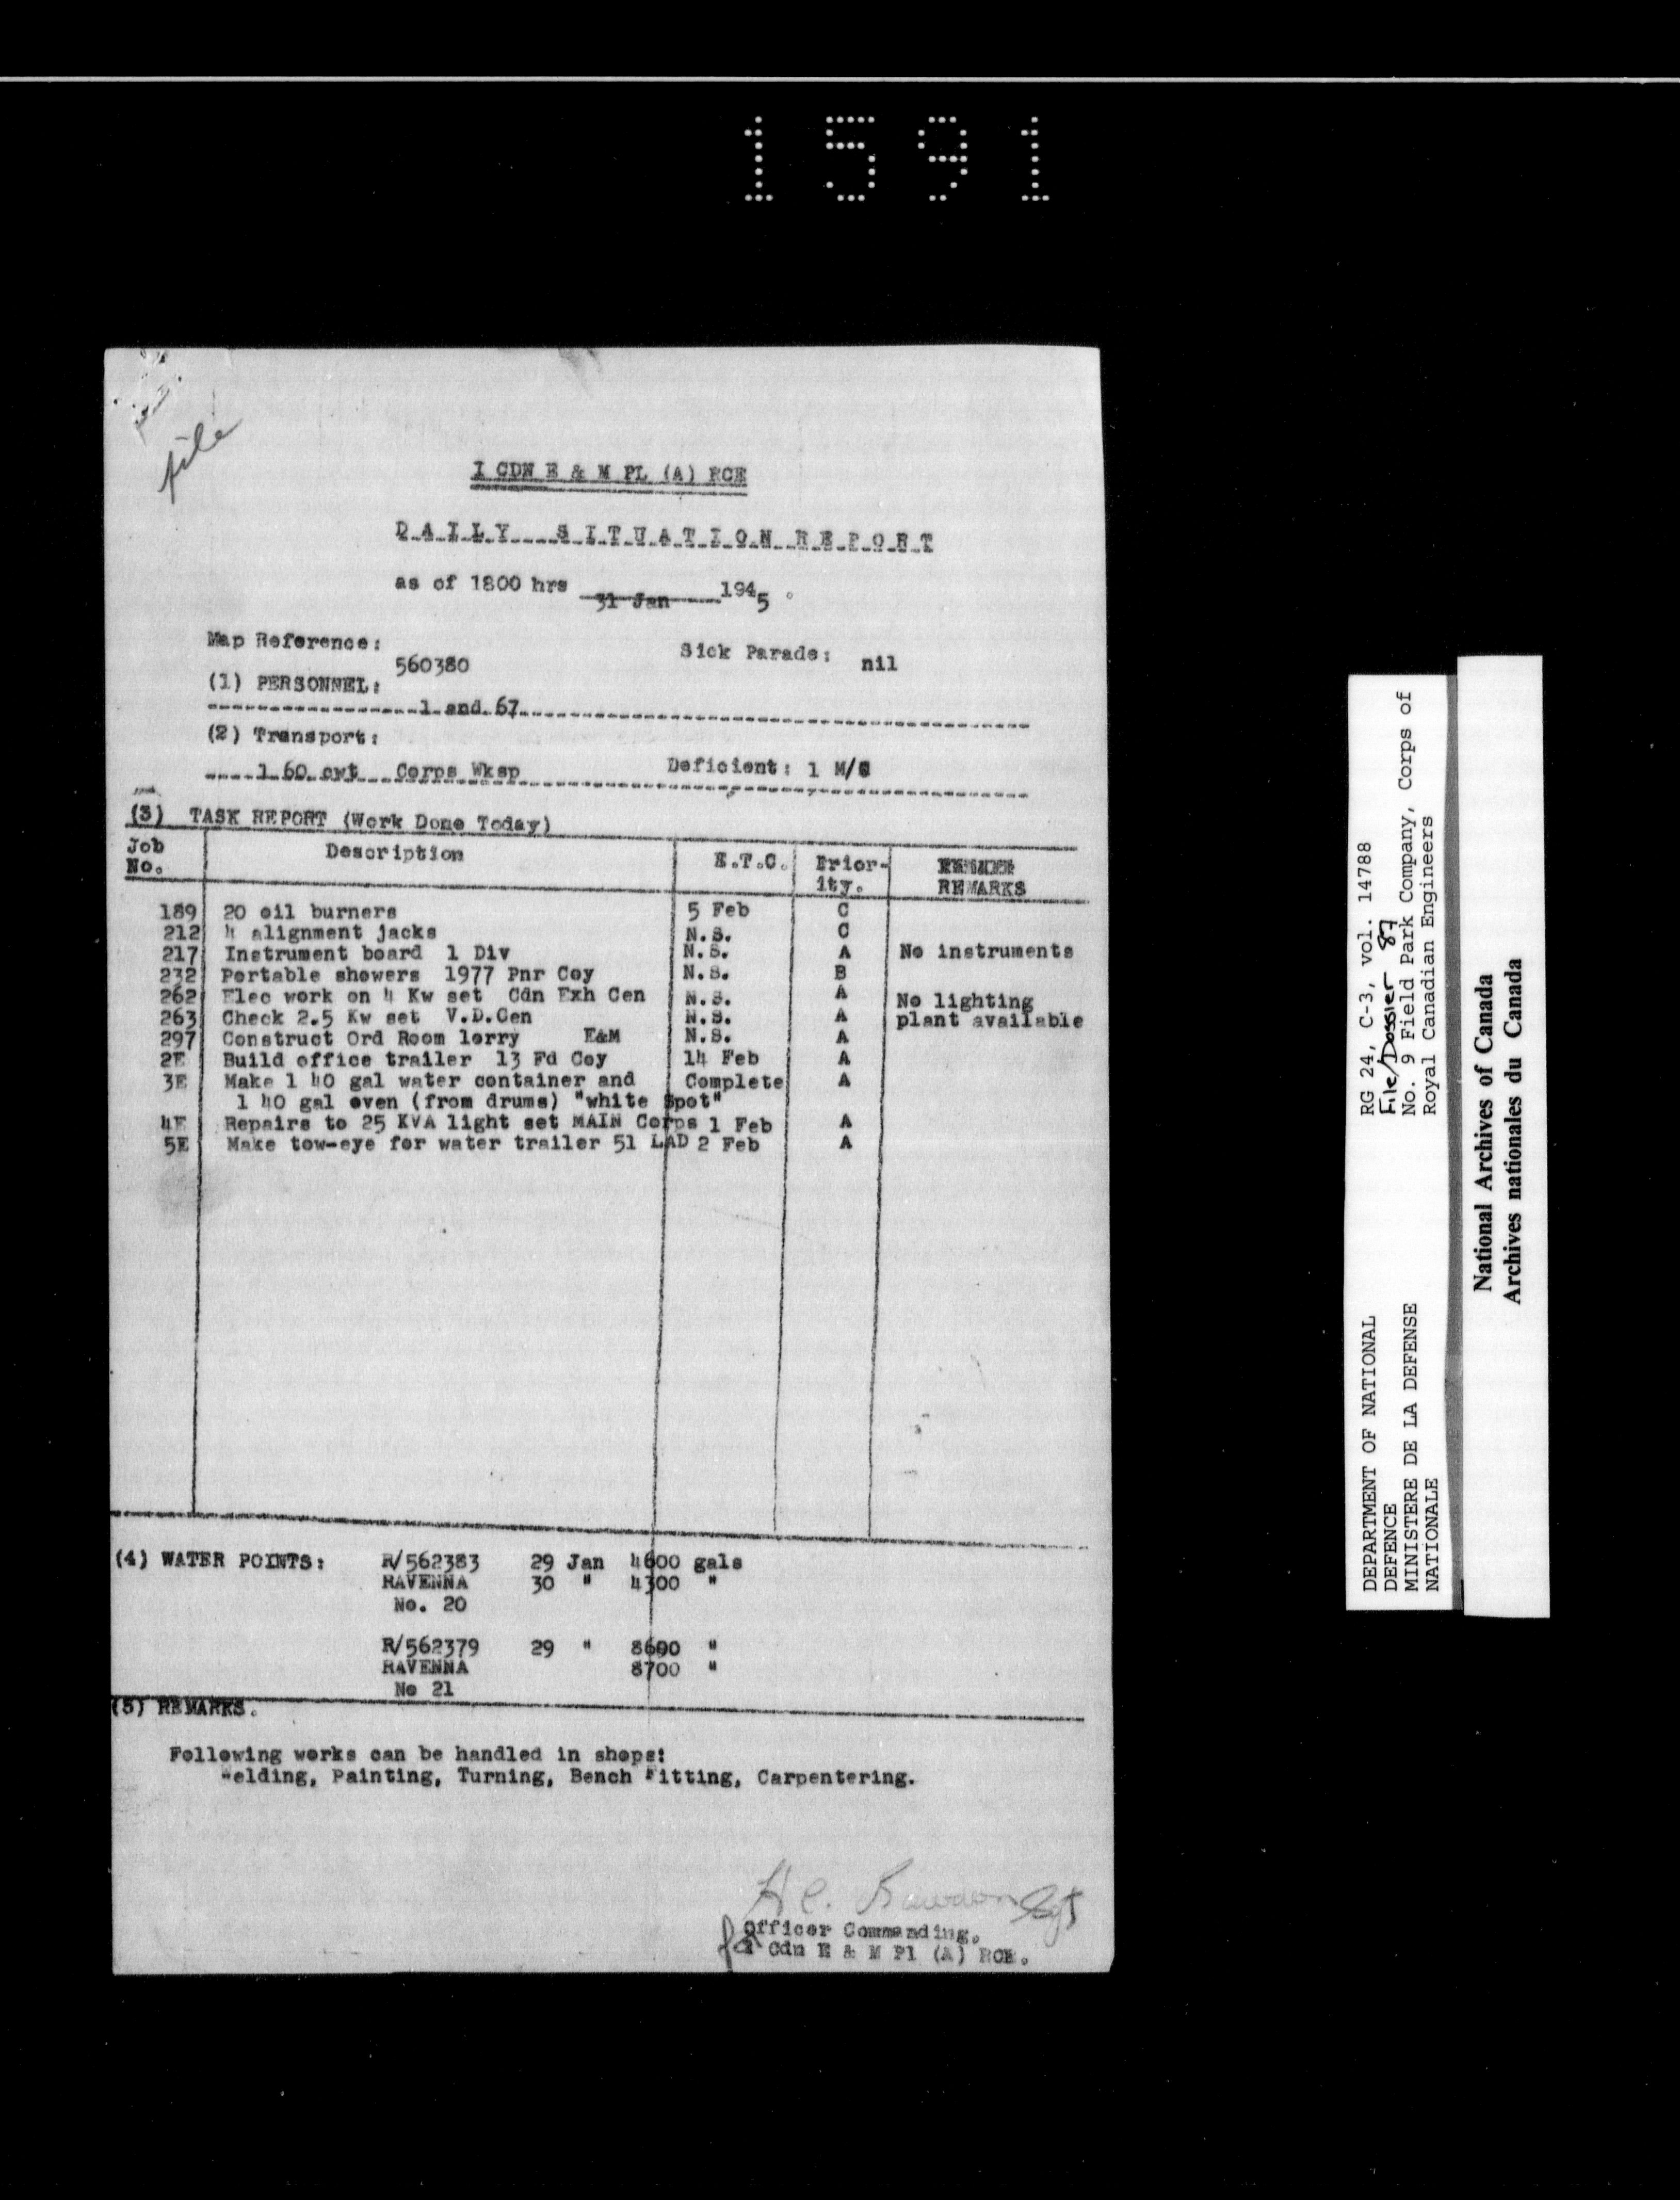 1591
file
I CDN E & M PL (A) RCE
DAILY SITUATION REPORT
as of 1800 hrs 31 Jan 1945.
Map Reference: 560380 Sick Parade: nil
(1) PERSONNEL:
1 and 67
(2) Transport:
1 60 cwt Corps Wksp Deficient: 1 M/C
(3) TASK REPORT (Work Done Today)
Job No. Description E.T.C. Prior-ity. REMARKS
189 20 oil burners 5 Feb C
212 4 alignment jacks N.S. C
217 Instrument board 1 Div N.S. A No instruments
232 Portable showers 1977 Pnr Coy N.S. B
262 Elec work on 4 Kw set Cdn Exh Cen N.S. A No lighting
263 Check 2.5 Kw set V.D.Cen N.S. A plant available
297 Construct Ord Room lorry E&M N.S. A
2E Build office trailer 13 Fd Coy 14 Feb A
3E Make 1 40 gal water container and Complete A
1 40 gal oven (from drums) "white Spot"
4E Repairs to 25 KVA light set MAIN Corps 1 Feb A
5E Make tow-eye for water trailer 51 LAD 2 Feb A
(4) WATER POINTS: R/562383 29 Jan 4600 gals
RAVENNA 30 " 4300 "
No. 20
R/562379 29 " 8600 "
RAVENNA 8700 "
No 21
(5) REMARKS.
Following works can be handled in shops:
Welding, Painting, Turning, Bench Fitting, Carpentering.
H C. Sgt
for Officer Commanding.
1 Cdn E & M Pl (A) RCE.
DEPARTMENT OF NATIONAL
DEFENCE
MINISTERE DE LA DEFENSE
NATIONALE
RG 24, C-3, vol. 14788
File/Dossier 87
No. 9 Field Park Company, Corps of
Royal Canadian Engineers
National Archives of Canada
Archives nationales du Canada